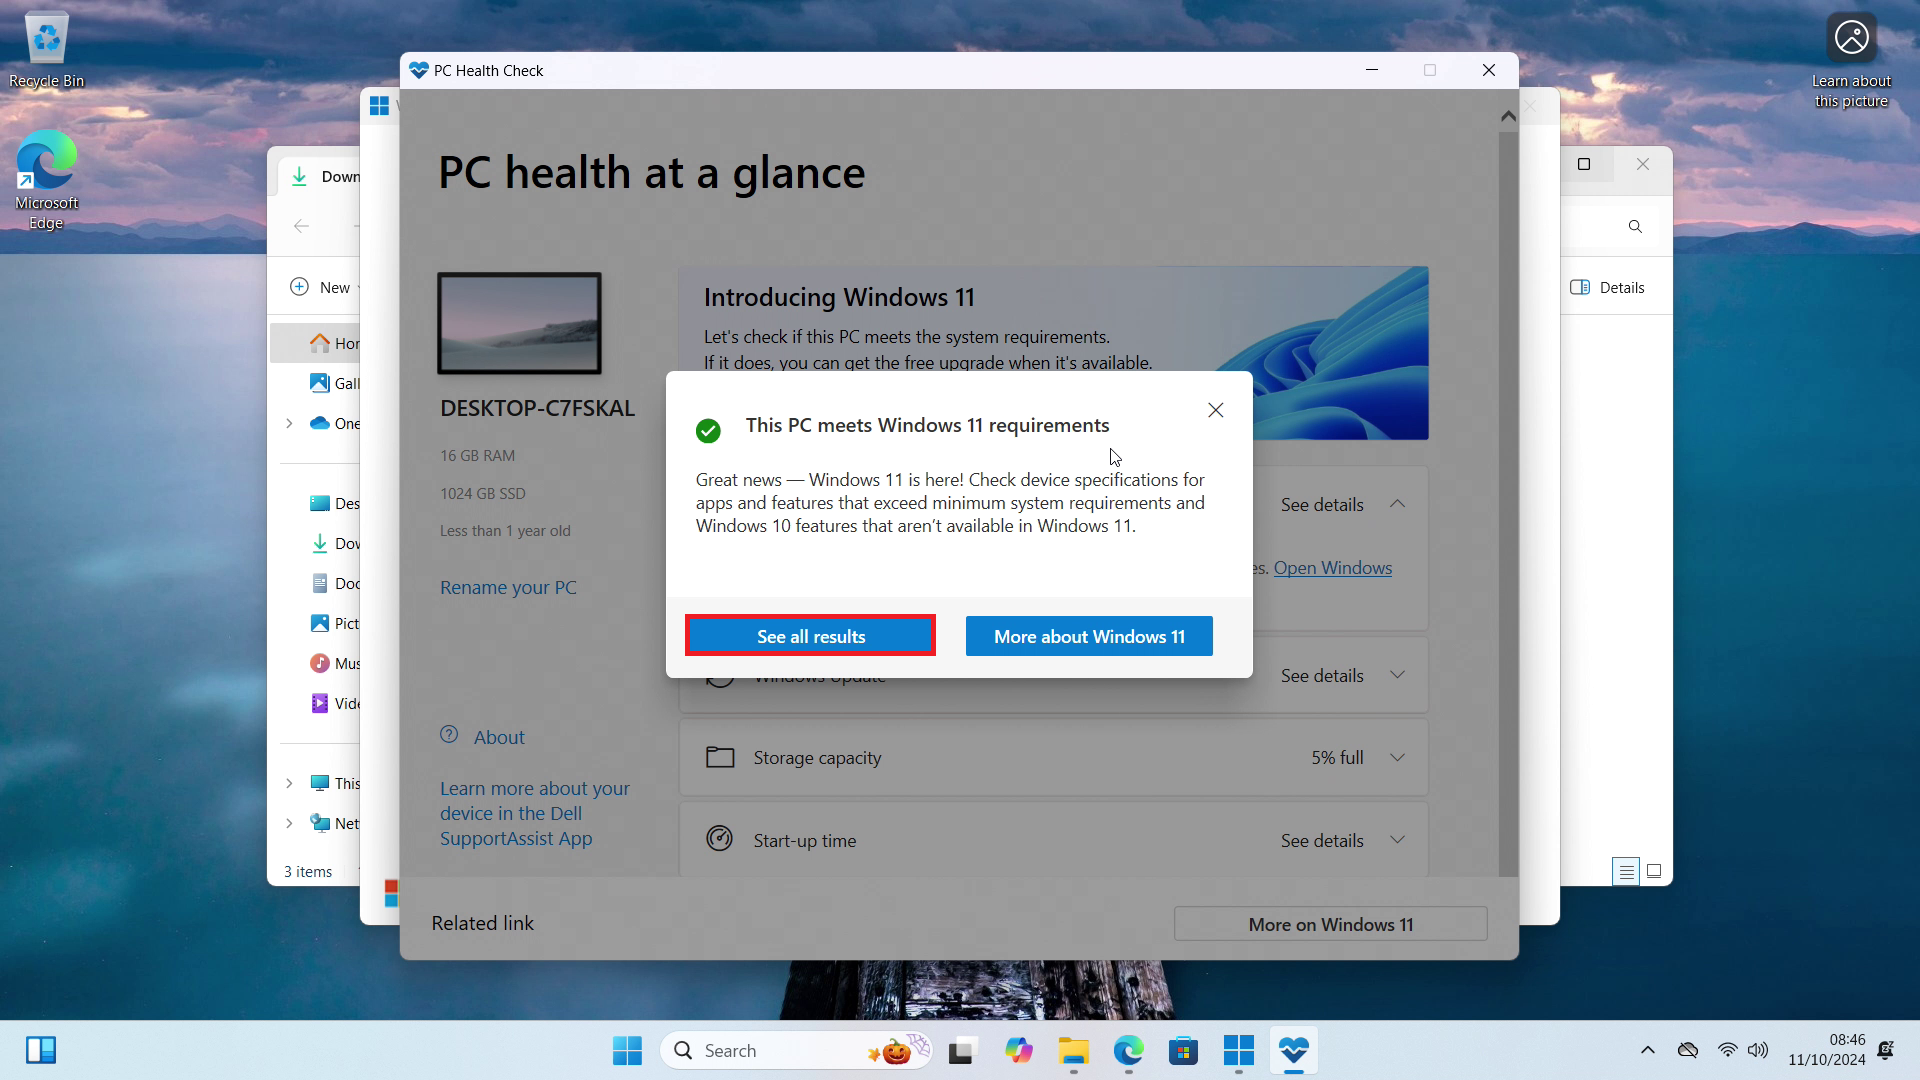 Recycle Bin
Microsoft
Edge
Learn about
this picture
PC Health Check
PC health at a glance
DESKTOP-C7FSKAL
16 GB RAM
1024 GB SSD
Less than 1 year old
Rename your PC
About
Learn more about your
device in the Dell
SupportAssist App
Introducing Windows 11
Let's check if this PC meets the system requirements.
If it does, you can get the free upgrade when it's available.
This PC meets Windows 11 requirements
Great news — Windows 11 is here! Check device specifications for
apps and features that exceed minimum system requirements and
Windows 10 features that aren’t available in Windows 11.
See all results
More about Windows 11
See details
es. Open Windows
Windows Update
See details
Storage capacity
5% full
Start-up time
See details
Related link
More on Windows 11
Down
New
Details
Hor
Gall
One
Des
Dov
Doc
Pict
Mus
Vide
This
Net
3 items
Search
08:46
11/10/2024